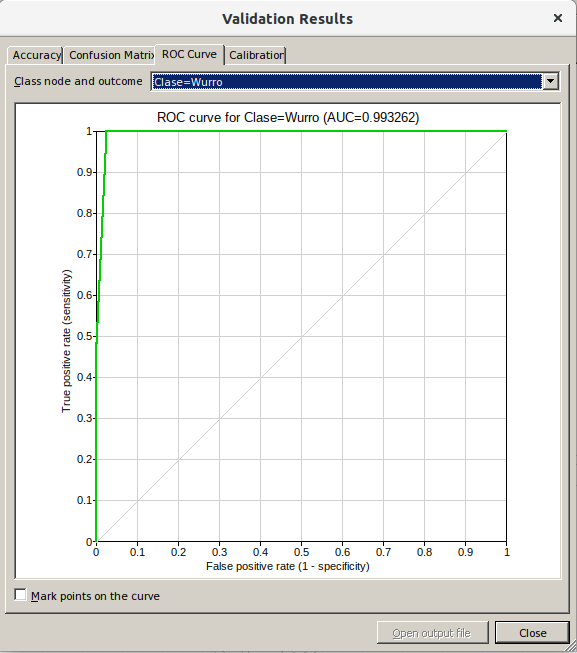 Validation Results
Accuracy Confusion Matrix ROC Curve Calibration
Class node and outcome Clase=Wurro
ROC curve for Clase=Wurro (AUC=0.993262)
1
0.9
0.8
0.7
0.6
0.5
0.4
0.3
0.2
0.1
0
True positive rate (sensitivity)
0 0.1 0.2 0.3 0.4 0.5 0.6 0.7 0.8 0.9 1
False positive rate (1 - specificity)
Mark points on the curve
Open output file Close